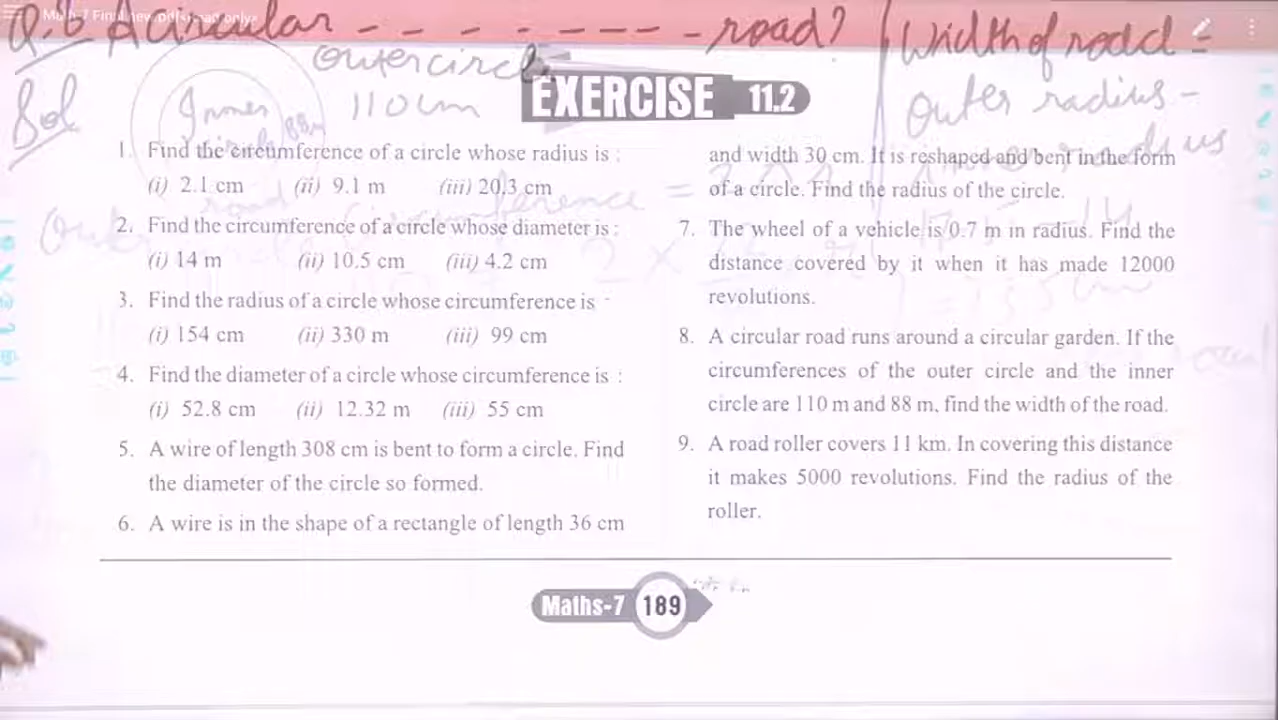 Math-7 Final new.pdf(read only)
Q.8 A circular - - - - - - - - road?
Width of road =
outer circle
Outer radius -
Sol
Inner
110cm
EXERCISE 11.2
1. Find the circumference of a circle whose radius is :
(i) 2.1 cm (ii) 9.1 m (iii) 20.3 cm
2. Find the circumference of a circle whose diameter is :
(i) 14 m (ii) 10.5 cm (iii) 4.2 cm
3. Find the radius of a circle whose circumference is -
(i) 154 cm (ii) 330 m (iii) 99 cm
4. Find the diameter of a circle whose circumference is :
(i) 52.8 cm (ii) 12.32 m (iii) 55 cm
5. A wire of length 308 cm is bent to form a circle. Find
the diameter of the circle so formed.
6. A wire is in the shape of a rectangle of length 36 cm
and width 30 cm. It is reshaped and bent in the form
of a circle. Find the radius of the circle.
7. The wheel of a vehicle is 0.7 m in radius. Find the
distance covered by it when it has made 12000
revolutions.
8. A circular road runs around a circular garden. If the
circumferences of the outer circle and the inner
circle are 110 m and 88 m, find the width of the road.
9. A road roller covers 11 km. In covering this distance
it makes 5000 revolutions. Find the radius of the
roller.
Maths-7 189